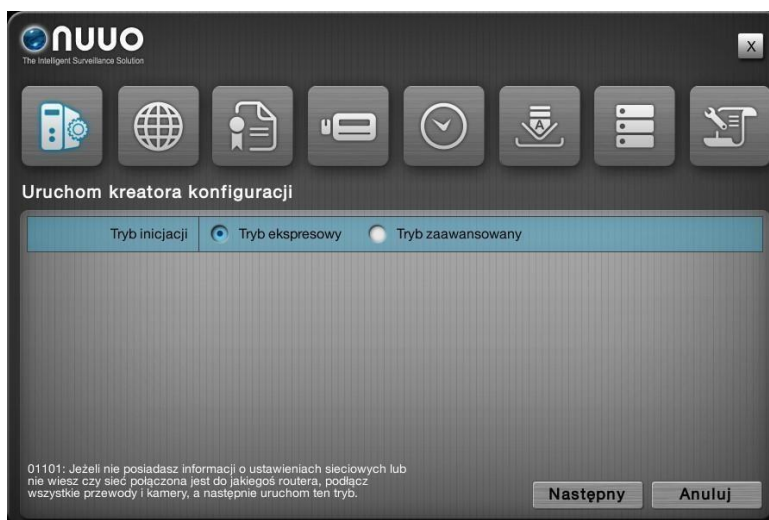 nuuo
The Intelligent Surveillance Solution
X
A
Uruchom kreatora konfiguracji
Tryb inicjacji Tryb ekspresowy Tryb zaawansowany
01101: Jeżeli nie posiadasz informacji o ustawieniach sieciowych lub
nie wiesz czy sieć połączona jest do jakiegoś routera, podłącz
wszystkie przewody i kamery, a następnie uruchom ten tryb.
Następny Anuluj